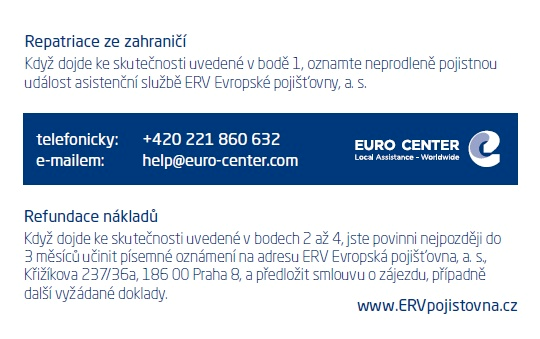 Repatriace ze zahraničí
Když dojde ke skutečnosti uvedené v bodě 1, oznamte neprodleně pojistnou
událost asistenční službě ERV Evropské pojišťovny, a. s.
telefonicky: +420 221 860 632
e-mailem: help@euro-center.com
EURO CENTER
Local Assistance - Worldwide
Refundace nákladů
Když dojde ke skutečnosti uvedené v bodech 2 až 4, jste povinni nejpozději do
3 měsíců učinit písemné oznámení na adresu ERV Evropská pojišťovna, a. s.,
Křižíkova 237/36a, 186 00 Praha 8, a předložit smlouvu o zájezdu, případně
další vyžádané doklady.
www.ERVpojistovna.cz